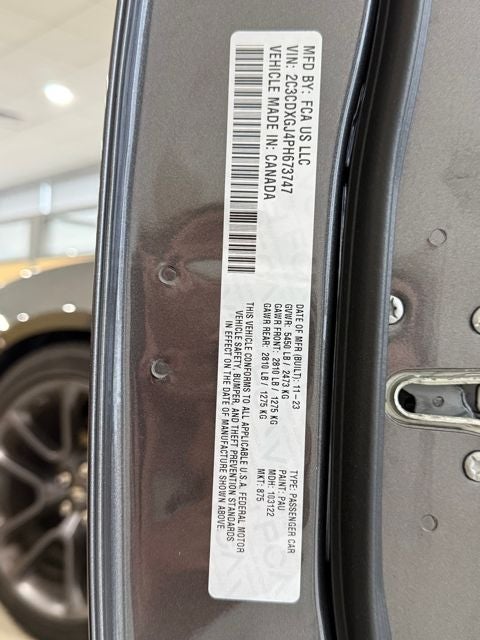 MFD BY: FCA US LLC
VIN: 2C3CDXGJ4PH673747
VEHICLE MADE IN: CANADA
DATE OF MFR (BUILT): 11-23
GVWR: 5450 LB / 2473 KG
GAWR FRONT: 2810 LB / 1275 KG
GAWR REAR: 2810 LB / 1275 KG
TYPE: PASSENGER CAR
PAINT: PAU
MDH: 103122
MKT: 875
THIS VEHICLE CONFORMS TO ALL APPLICABLE U.S.A. FEDERAL MOTOR
VEHICLE SAFETY, BUMPER, AND THEFT PREVENTION STANDARDS
IN EFFECT ON THE DATE OF MANUFACTURE SHOWN ABOVE.